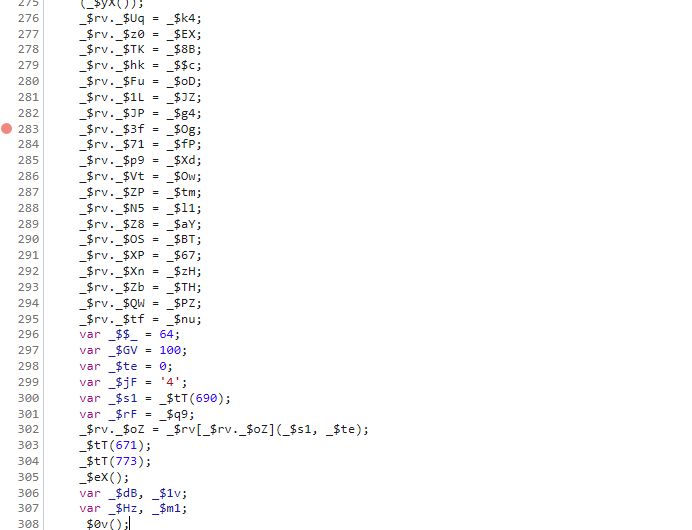 275 (_$yX());
276 _$rv._$Uq = _$k4;
277 _$rv._$z0 = _$EX;
278 _$rv._$TK = _$8B;
279 _$rv._$hk = _$$c;
280 _$rv._$Fu = _$oD;
281 _$rv._$1L = _$JZ;
282 _$rv._$JP = _$g4;
283 _$rv._$3f = _$Og;
284 _$rv._$71 = _$fP;
285 _$rv._$p9 = _$Xd;
286 _$rv._$Vt = _$Ow;
287 _$rv._$ZP = _$tm;
288 _$rv._$N5 = _$l1;
289 _$rv._$Z8 = _$aY;
290 _$rv._$OS = _$BT;
291 _$rv._$XP = _$67;
292 _$rv._$Xn = _$zH;
293 _$rv._$Zb = _$TH;
294 _$rv._$QW = _$PZ;
295 _$rv._$tf = _$nu;
296 var _$$_ = 64;
297 var _$GV = 100;
298 var _$te = 0;
299 var _$jF = '4';
300 var _$s1 = _$tT(690);
301 var _$rF = _$q9;
302 _$rv._$oZ = _$rv[_$rv._$oZ](_$s1, _$te);
303 _$tT(671);
304 _$tT(773);
305 _$eX();
306 var _$dB, _$1v;
307 var _$Hz, _$m1;
308 _$0v();